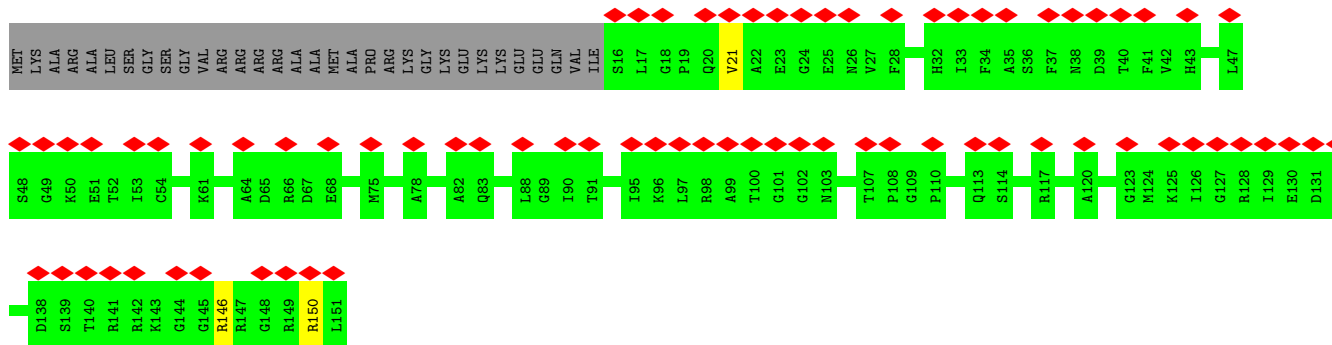 MET LYS ALA ARG ALA LEU SER GLY SER GLY VAL ARG ARG ARG ARG ALA ALA MET ALA PRO ARG LYS GLY LYS GLU LYS LYS GLU GLU GLN VAL ILE S16 L17 G18 P19 Q20 V21 A22 E23 G24 E25 N26 V27 F28 H32 I33 F34 A35 S36 F37 N38 D39 T40 F41 V42 H43 L47
S48 G49 K50 E51 T52 I53 C54 K61 A64 D65 R66 D67 E68 M75 A78 A82 Q83 L88 G89 I90 T91 I95 K96 L97 R98 A99 T100 G101 G102 N103 T107 P108 G109 P110 Q113 S114 R117 A120 G123 M124 K125 I126 G127 R128 I129 E130 D131
D138 S139 T140 R141 R142 K143 G144 G145 R146 R147 G148 R149 R150 L151